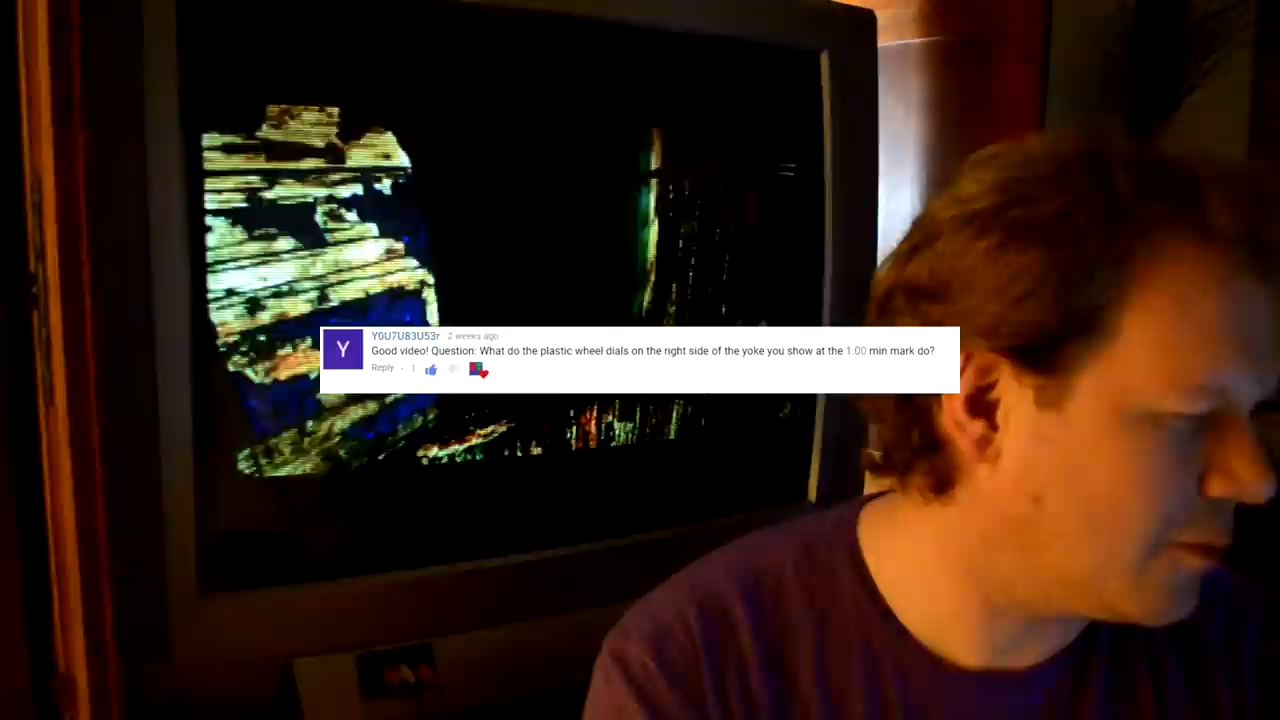 Y0U7U83U53r 2 weeks ago
Good video! Question: What do the plastic wheel dials on the right side of the yoke you show at the 1:00 min mark do?
Reply · 1
Y